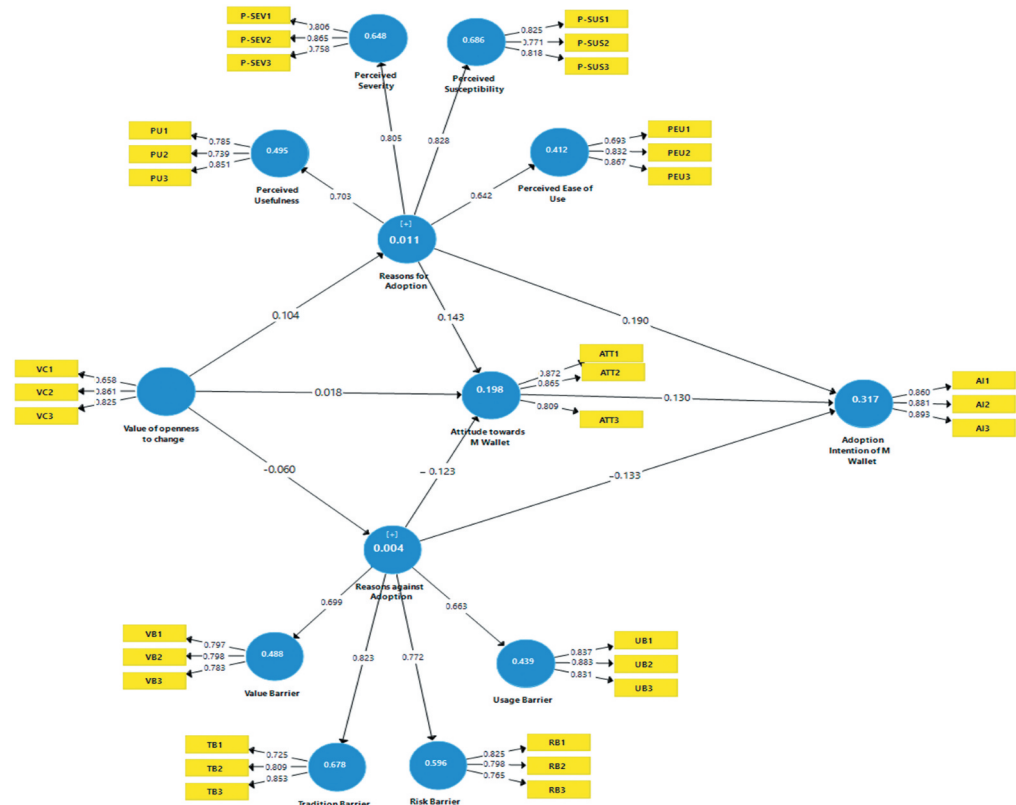 P-SEV1
0.806
P-SEV2
0.865
P-SEV3
0.758
0.648
Perceived
Severity
0.686
Perceived
Susceptibility
P-SUS1
0.825
P-SUS2
0.771
P-SUS3
0.818
PU1
0.785
PU2
0.739
PU3
0.851
0.495
Perceived
Usefulness
0.805
0.828
0.412
Perceived Ease of
Use
PEU1
0.693
PEU2
0.832
PEU3
0.867
0.703
0.642
[+]
0.011
Reasons for
Adoption
0.104
0.143
0.190
VC1
0.658
VC2
0.861
VC3
0.825
Value of openness
to change
0.018
0.198
Attitude towards
M Wallet
ATT1
0.872
ATT2
0.865
ATT3
0.809
0.130
0.317
Adoption
Intention of M
Wallet
AI1
0.860
AI2
0.881
AI3
0.893
-0.060
- 0.123
-0.133
[+]
0.004
Reasons against
Adoption
0.699
0.823
0.772
0.663
VB1
0.797
VB2
0.798
VB3
0.783
0.488
Value Barrier
0.439
Usage Barrier
UB1
0.837
UB2
0.883
UB3
0.831
TB1
0.725
TB2
0.809
TB3
0.853
0.678
Tradition Barrier
0.596
Risk Barrier
RB1
0.825
RB2
0.798
RB3
0.765